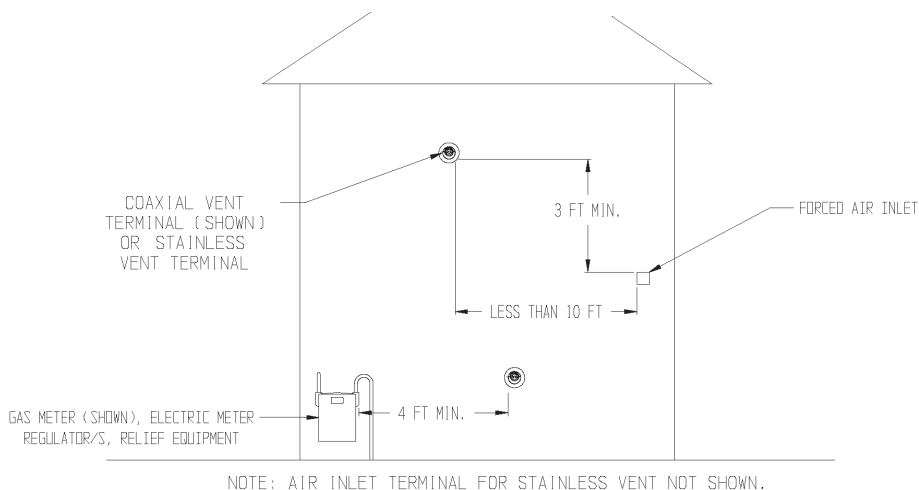 COAXIAL VENT
TERMINAL (SHOWN)
OR STAINLESS
VENT TERMINAL
3 FT MIN.
FORCED AIR INLET
LESS THAN 10 FT
GAS METER (SHOWN), ELECTRIC METER
REGULATOR/S, RELIEF EQUIPMENT
4 FT MIN.
NOTE: AIR INLET TERMINAL FOR STAINLESS VENT NOT SHOWN.